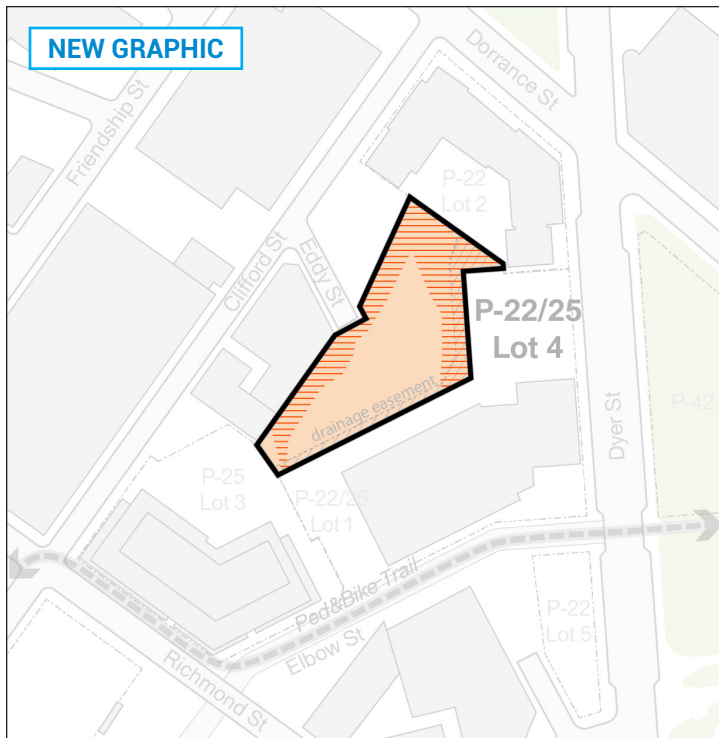 NEW GRAPHIC
Dorrance St
Friendship St
P-22
Lot 2
Clifford St
Eddy St
P-22/25
Lot 4
Dyer St
P-42
drainage easement
P-25
Lot 3
P-22/25
Lot 1
Ped&Bike Trail
Elbow St
P-22
Lot 5
Richmond St